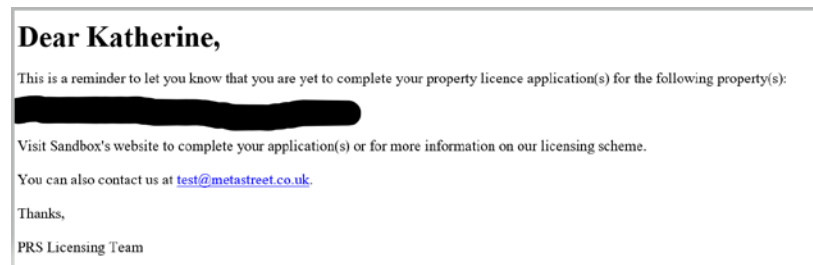 Dear Katherine,
This is a reminder to let you know that you are yet to complete your property licence application(s) for the following property(s):
Visit Sandbox's website to complete your application(s) or for more information on our licensing scheme.
You can also contact us at test@metastreet.co.uk.
Thanks,
PRS Licensing Team